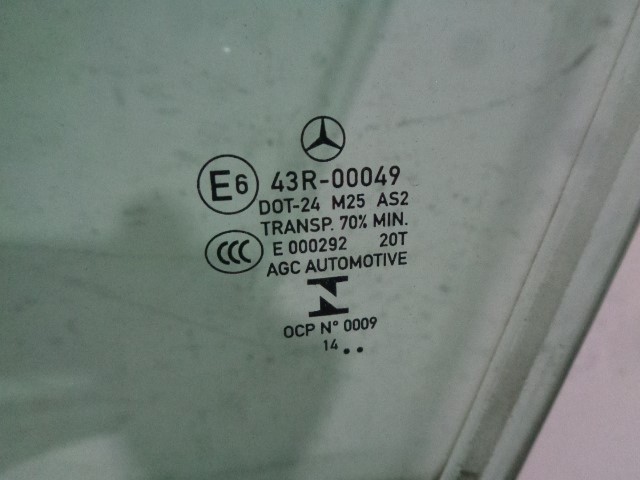 E6 43R-00049
DOT-24 M25 AS2
TRANSP. 70% MIN.
CCC E 000292 20T
AGC AUTOMOTIVE
OCP N° 0009
14 ..